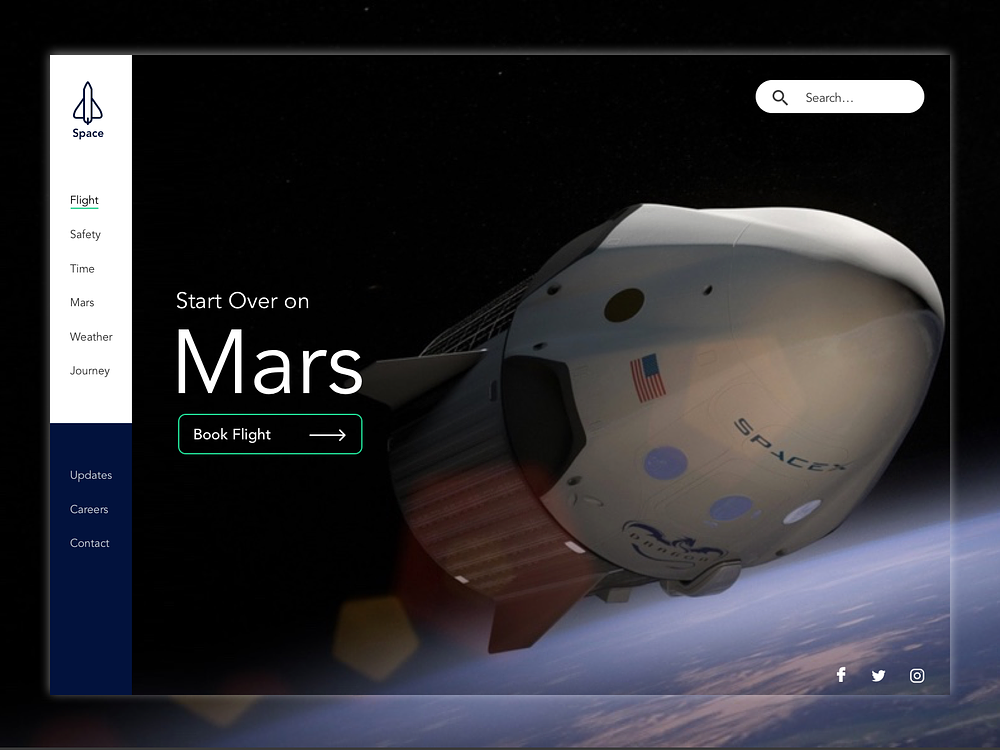 Space
Flight
Safety
Time
Mars
Weather
Journey
Updates
Careers
Contact
Search...
Start Over on
Mars
Book Flight
SPACEX
DRAGON